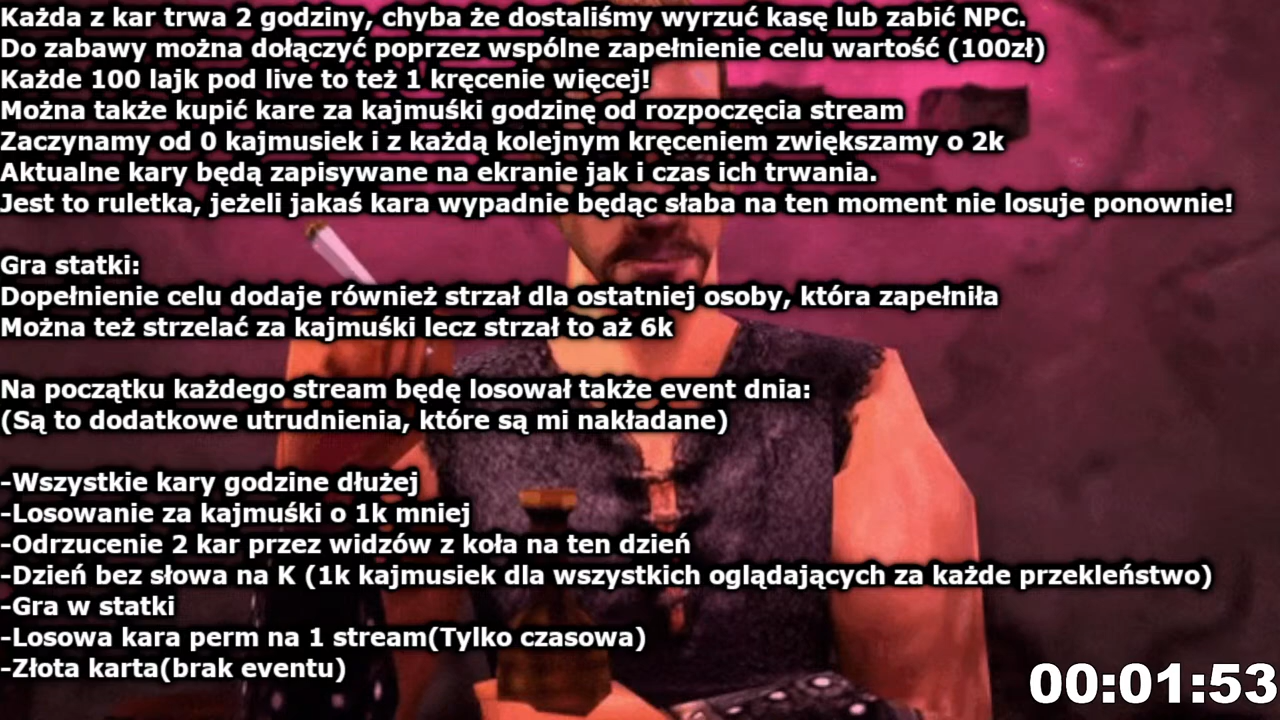 Każda z kar trwa 2 godziny, chyba że dostaliśmy wyrzuć kasę lub zabić NPC.
Do zabawy można dołączyć poprzez wspólne zapełnienie celu wartość (100zł)
Każde 100 lajk pod live to też 1 kręcenie więcej!
Można także kupić kare za kajmuśki godzinę od rozpoczęcia stream
Zaczynamy od 0 kajmusiek i z każdą kolejnym kręceniem zwiększamy o 2k
Aktualne kary będą zapisywane na ekranie jak i czas ich trwania.
Jest to ruletka, jeżeli jakaś kara wypadnie będąc słaba na ten moment nie losuje ponownie!
Gra statki:
Dopełnienie celu dodaje również strzał dla ostatniej osoby, która zapełniła
Można też strzelać za kajmuśki lecz strzał to aż 6k
Na początku każdego stream będę losował także event dnia:
(Są to dodatkowe utrudnienia, które są mi nakładane)
-Wszystkie kary godzine dłużej
-Losowanie za kajmuśki o 1k mniej
-Odrzucenie 2 kar przez widzów z koła na ten dzień
-Dzień bez słowa na K (1k kajmusiek dla wszystkich oglądających za każde przekleństwo)
-Gra w statki
-Losowa kara perm na 1 stream(Tylko czasowa)
-Złota karta(brak eventu)
00:01:53